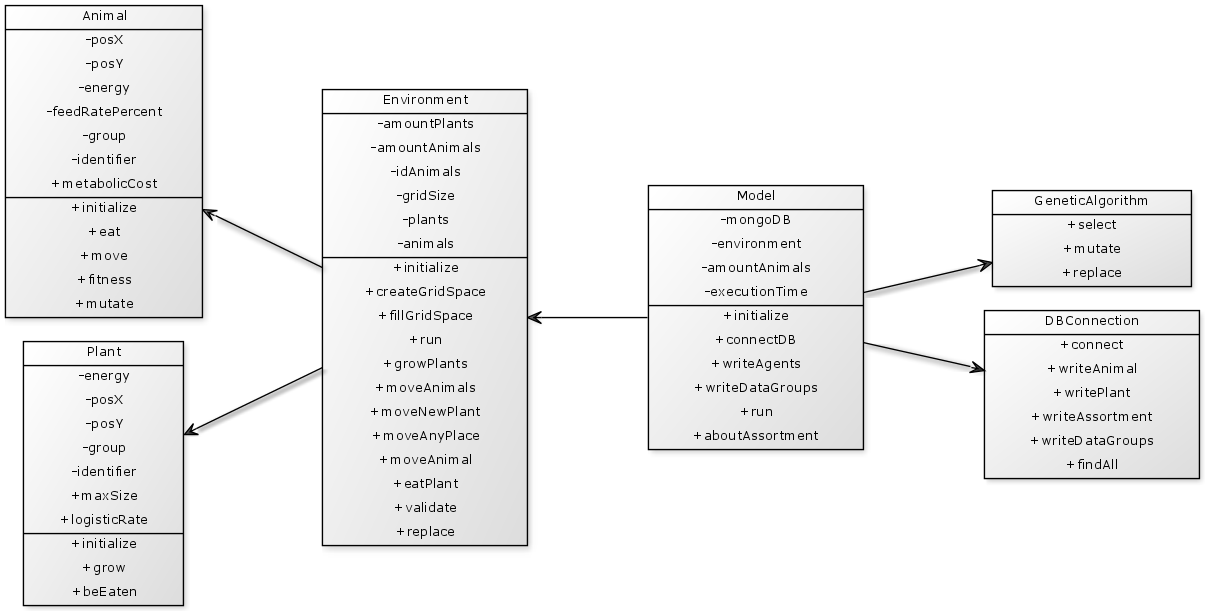 Animal
-posX
-posY
-energy
-feedRatePercent
-group
-identifier
+metabolicCost
+initialize
+eat
+move
+fitness
+mutate
Plant
-energy
-posX
-posY
-group
-identifier
+maxSize
+logisticRate
+initialize
+grow
+beEaten
Environment
-amountPlants
-amountAnimals
-idAnimals
-gridSize
-plants
-animals
+initialize
+createGridSpace
+fillGridSpace
+run
+growPlants
+moveAnimals
+moveNewPlant
+moveAnyPlace
+moveAnimal
+eatPlant
+validate
+replace
Model
-mongoDB
-environment
-amountAnimals
-executionTime
+initialize
+connectDB
+writeAgents
+writeDataGroups
+run
+aboutAssortment
GeneticAlgorithm
+select
+mutate
+replace
DBConnection
+connect
+writeAnimal
+writePlant
+writeAssortment
+writeDataGroups
+findAll